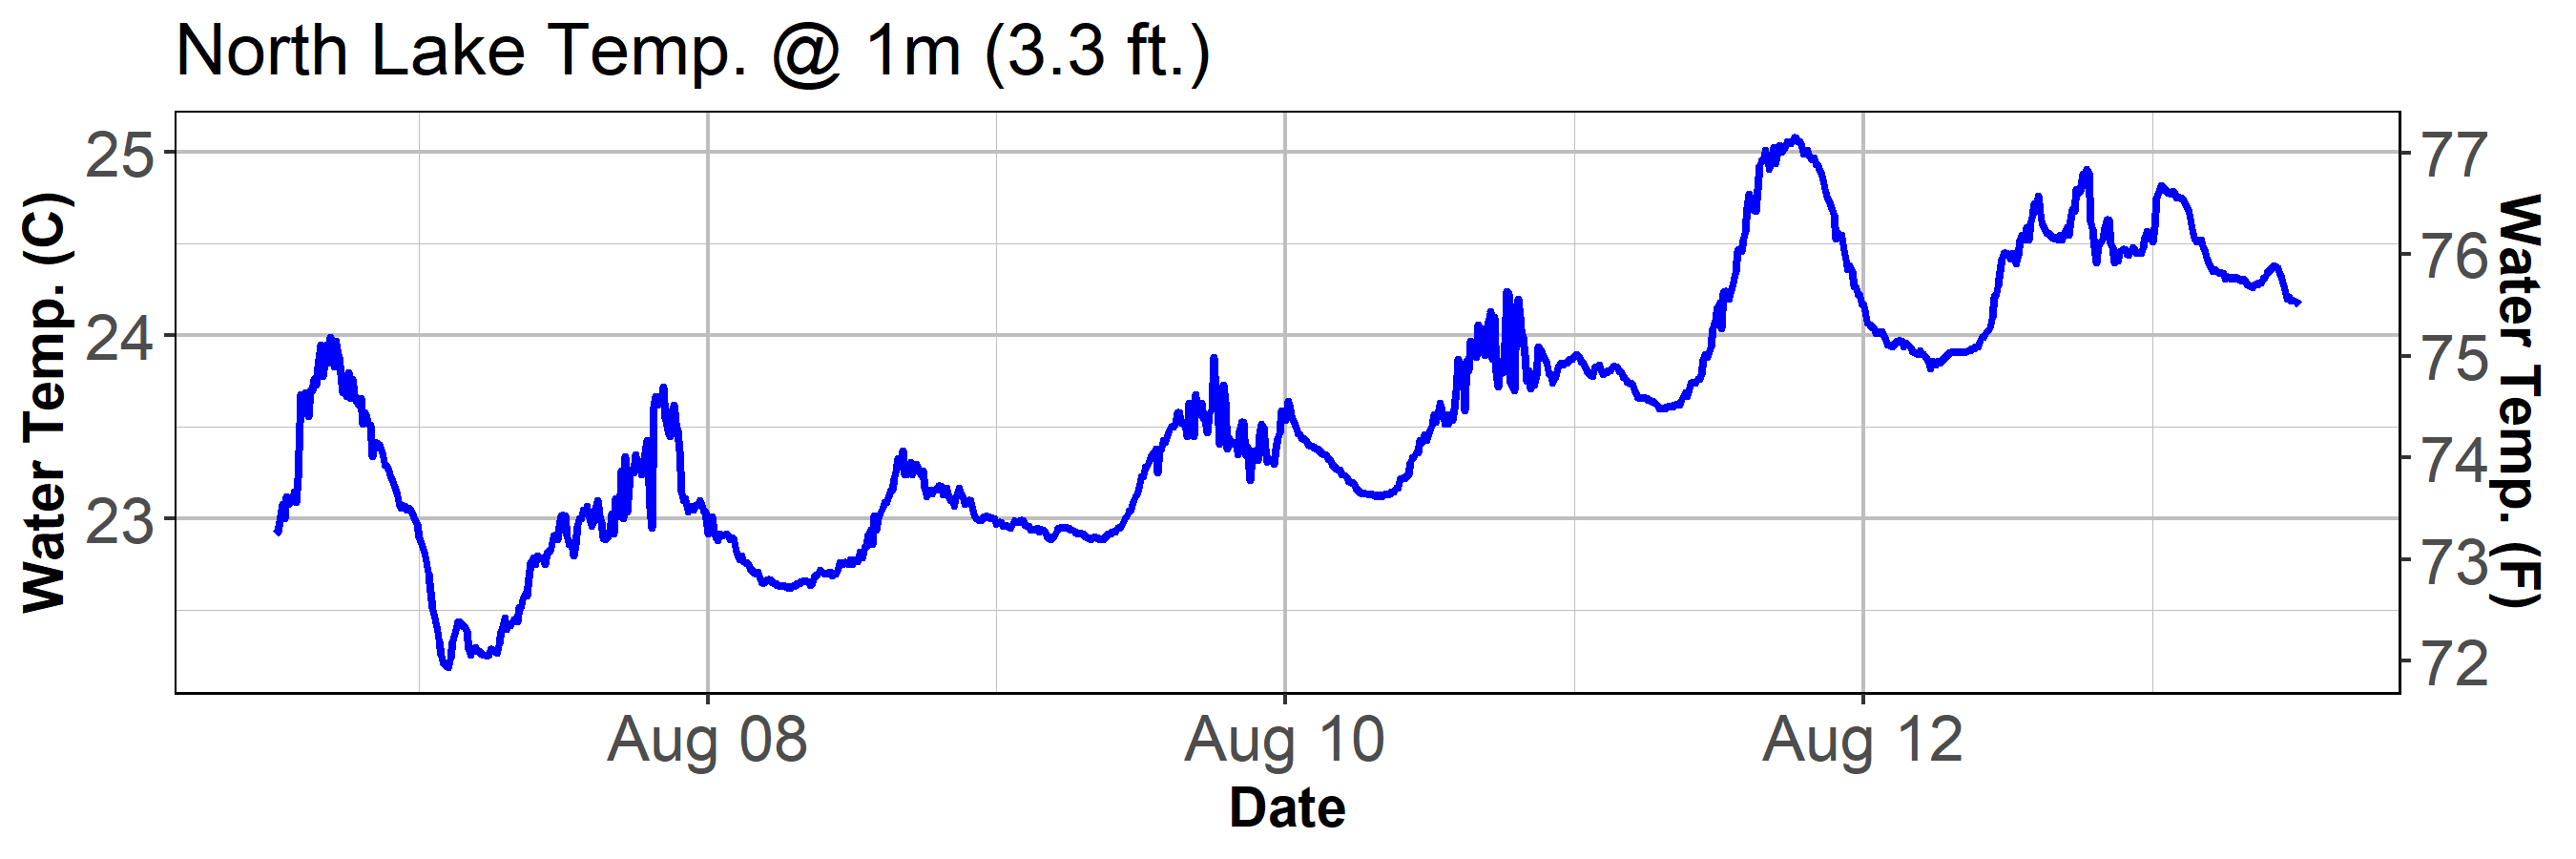 North Lake Temp. @ 1m (3.3 ft.)
Water Temp. (C)
25
24
23
77
76
75
74
73
72
Water Temp. (F)
Aug 08
Aug 10
Aug 12
Date